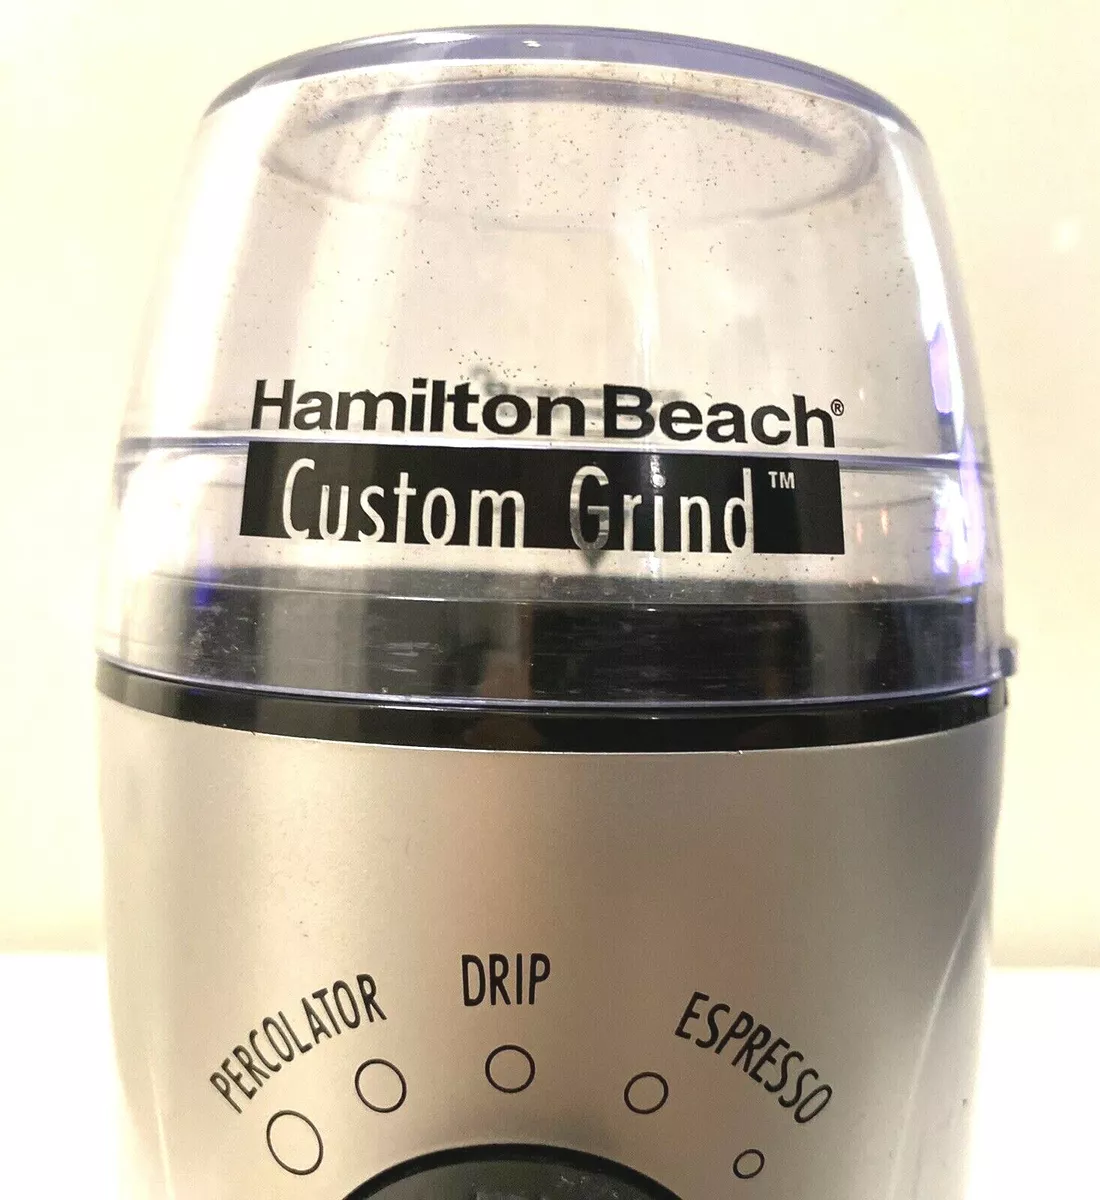 Hamilton Beach®
Custom Grind™
PERCOLATOR
DRIP
ESPRESSO